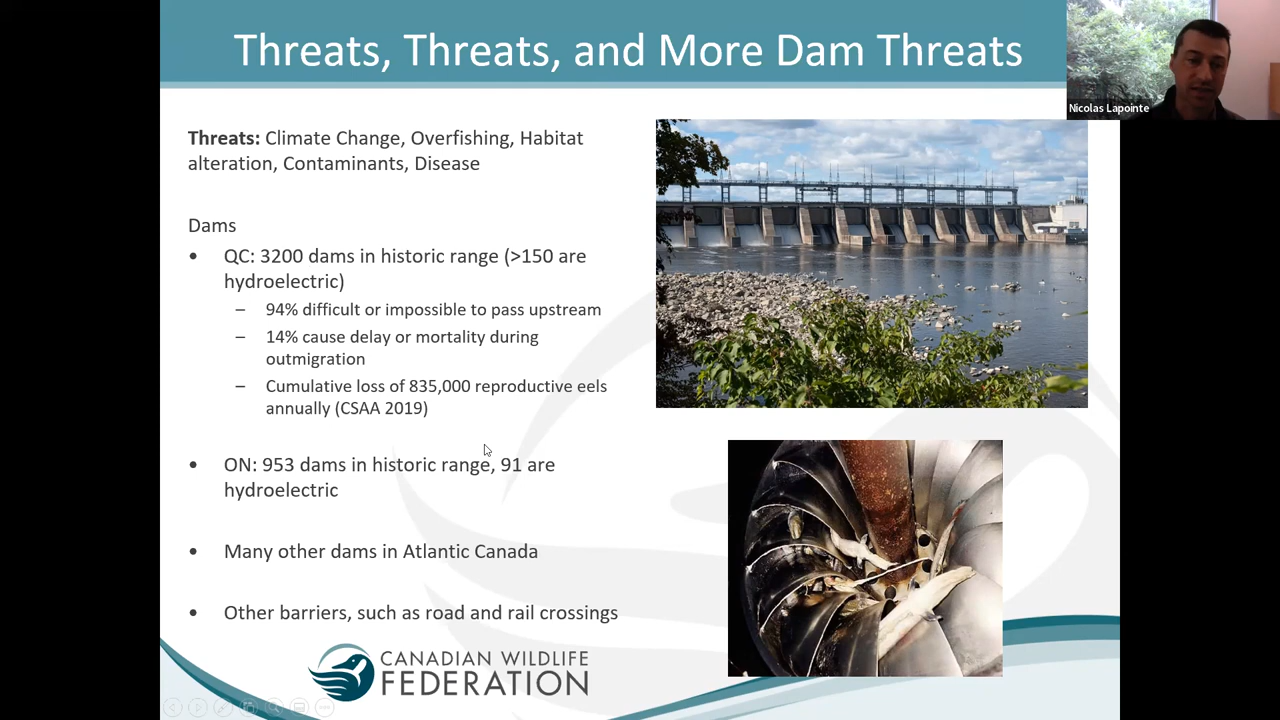 Threats, Threats, and More Dam Threats
Nicolas Lapointe
Threats: Climate Change, Overfishing, Habitat
alteration, Contaminants, Disease
Dams
• QC: 3200 dams in historic range (>150 are
hydroelectric)
– 94% difficult or impossible to pass upstream
– 14% cause delay or mortality during
outmigration
– Cumulative loss of 835,000 reproductive eels
annually (CSAA 2019)
• ON: 953 dams in historic range, 91 are
hydroelectric
• Many other dams in Atlantic Canada
• Other barriers, such as road and rail crossings
CANADIAN WILDLIFE
FEDERATION